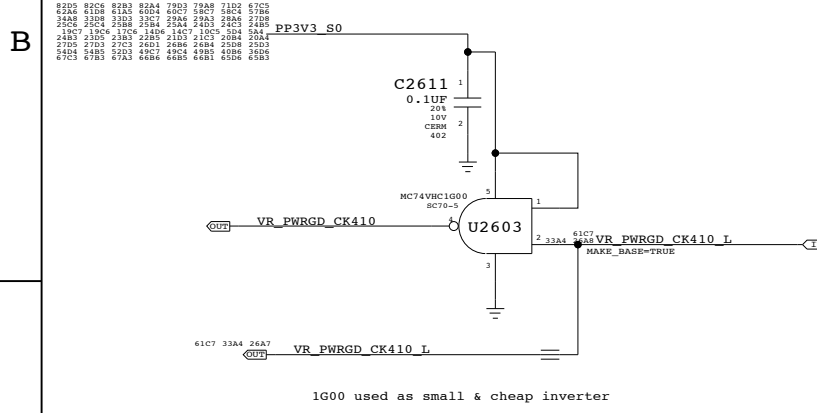 82D5 82C6 82B3 82A4 79D3 79A8 71D2 67C5
62A6 61D8 61A5 60D4 60C7 58C7 58C4 57B6
34A8 33D8 33D3 33C7 29A6 29A3 28A6 27D8
25C6 25C4 25B8 25B4 25A4 24D3 24C3 24B5
19C7 19C6 17C6 14D6 14C7 10C5 5D4 5A4
PP3V3_S0
24B3 23D5 23B3 22B5 21D3 21C3 20B4 20A4
27D5 27D3 27C3 26D1 26B6 26B4 25D8 25D3
54D4 54B5 52D3 49C7 49C4 49B5 40B6 36D6
67C3 67B3 67A3 66B6 66B5 66B1 65D6 65D2
B
C2611
1
0.1UF
20%
10V
CERM
2
402
MC74VHC1G00
SC70-5
5
1
4
U2603
2
3
OUT
VR_PWRGD_CK410
33A4
61C7
26A8
VR_PWRGD_CK410_L
MAKE_BASE=TRUE
61C7 33A4 26A7
OUT
VR_PWRGD_CK410_L
1G00 used as small & cheap inverter